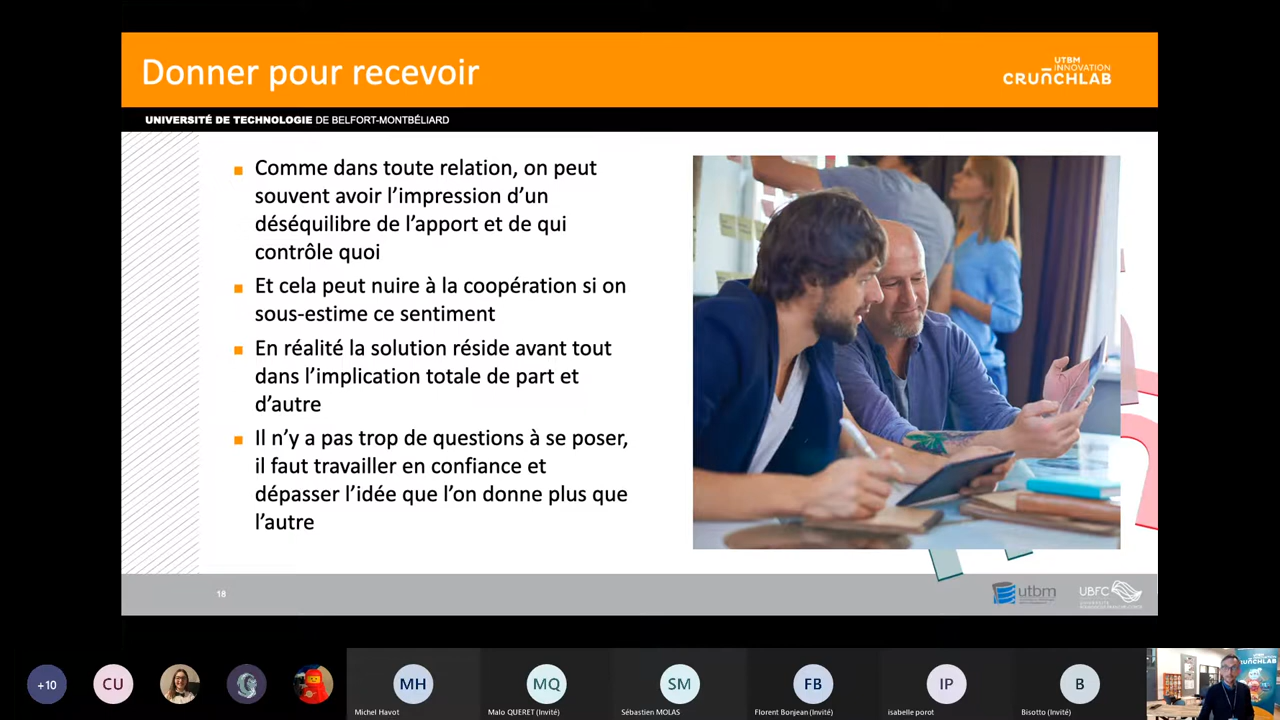 Donner pour recevoir
UTBM
INNOVATION
CRUNCHLAB
UNIVERSITÉ DE TECHNOLOGIE DE BELFORT-MONTBÉLIARD
Comme dans toute relation, on peut
souvent avoir l’impression d’un
déséquilibre de l’apport et de qui
contrôle quoi
Et cela peut nuire à la coopération si on
sous-estime ce sentiment
En réalité la solution réside avant tout
dans l’implication totale de part et
d’autre
Il n’y a pas trop de questions à se poser,
il faut travailler en confiance et
dépasser l’idée que l’on donne plus que
l’autre
18
utbm
UBFC
+10
CU
MH
MQ
SM
FB
IP
B
Michel Havot
Malo QUERET (Invité)
Sébastien MOLAS
Florent Bonjean (Invité)
isabelle porot
Bisotto (Invité)
CRUNCHLAB